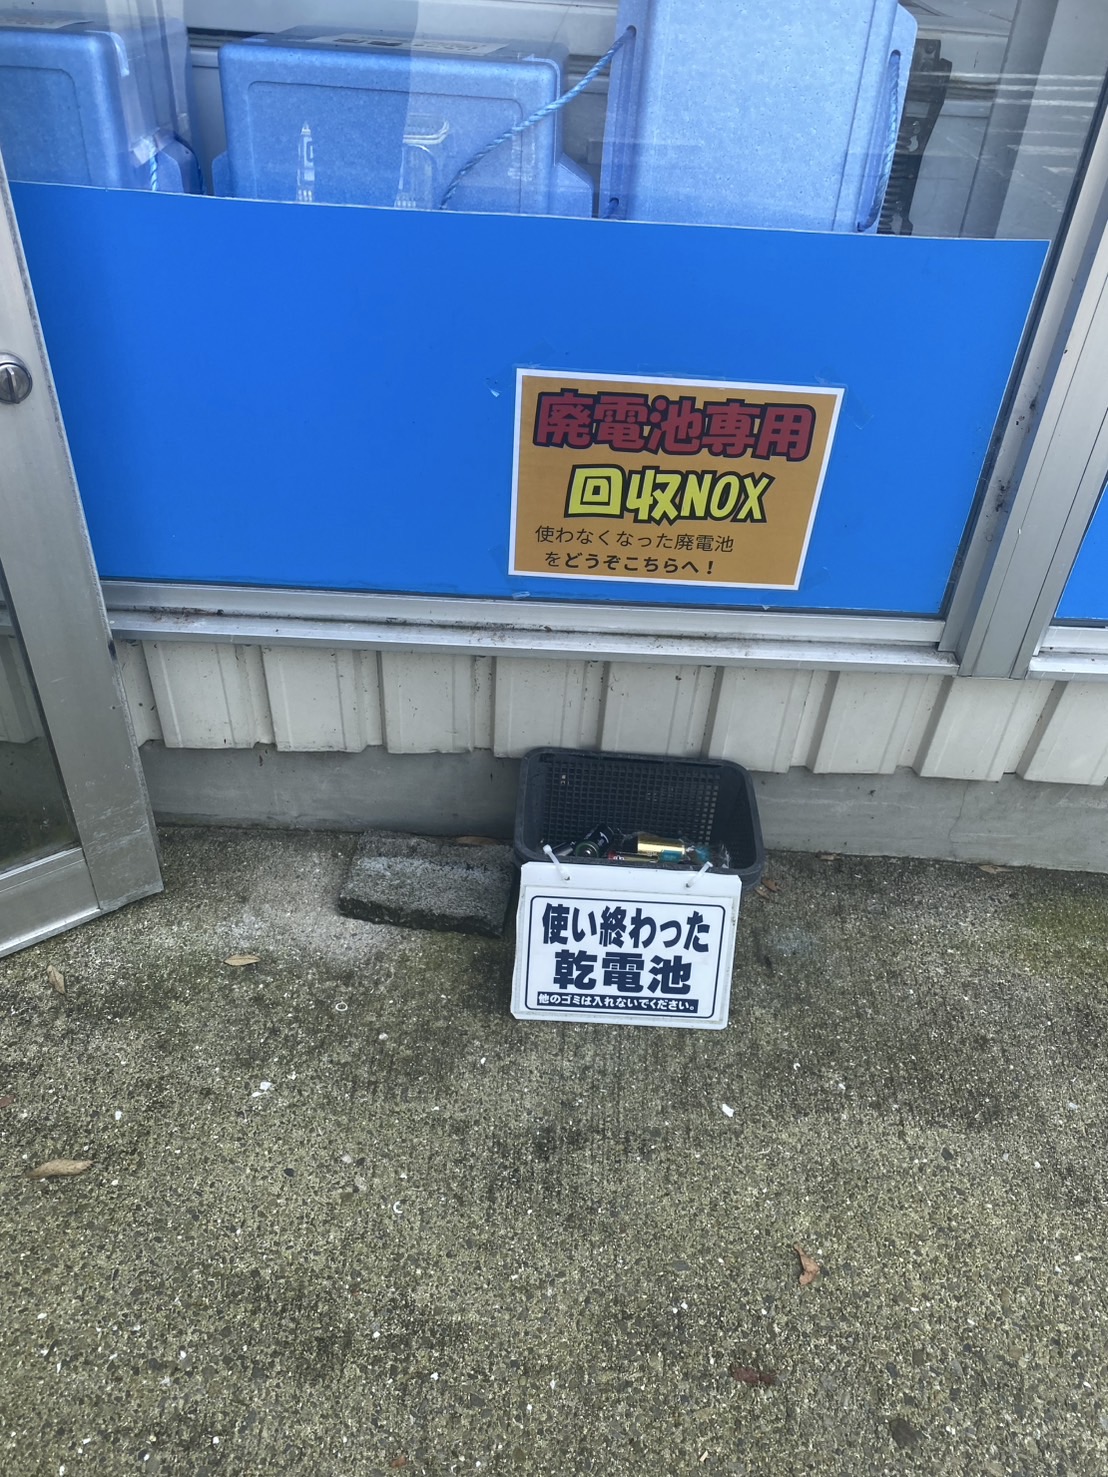 廃電池専用
回収NOX
使わなくなった廃電池
をどうぞこちらへ！
使い終わった
乾電池
他のゴミは入れないでください。